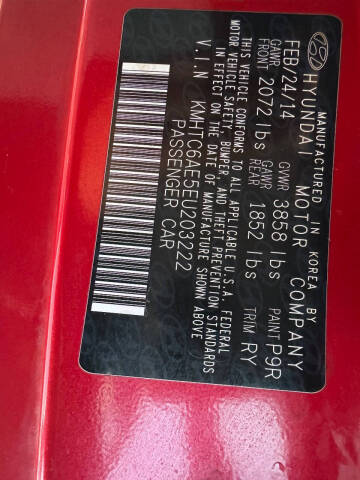 MANUFACTURED IN KOREA BY
HYUNDAI MOTOR COMPANY
FEB/24/14 GVWR 3858 lbs PAINT P9R
GAWR FRONT 2072 lbs GAWR REAR 1852 lbs TRIM RY
THIS VEHICLE CONFORMS TO ALL APPLICABLE U.S.A. FEDERAL
MOTOR VEHICLE SAFETY, BUMPER, AND THEFT PREVENTION STANDARDS
IN EFFECT ON THE DATE OF MANUFACTURE SHOWN ABOVE
V.I.N KMHTC6AE5EU203222
PASSENGER CAR